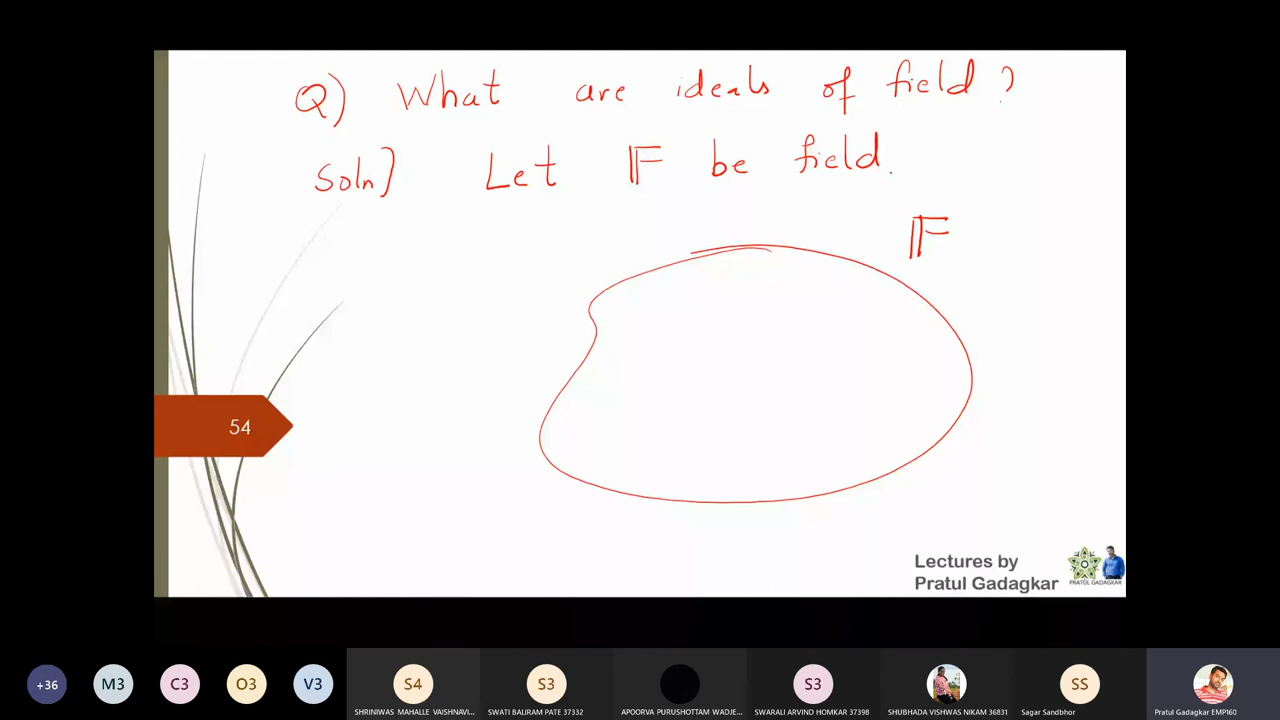 Q) What are ideals of field?
Soln] Let 𝔽 be field.
𝔽
54
Lectures by
Pratul Gadagkar
PRATUL GADAGKAR
+36
M3
C3
O3
V3
S4
S3
S3
SS
SHRINIWAS MAHALLE VAISHNAVI...
SWATI BALIRAM PATE 37332
APOORVA PURUSHOTTAM WADJE...
SWARALI ARVIND HOMKAR 37398
SHUBHADA VISHWAS NIKAM 36831
Sagar Sandbhor
Pratul Gadagkar EMP160